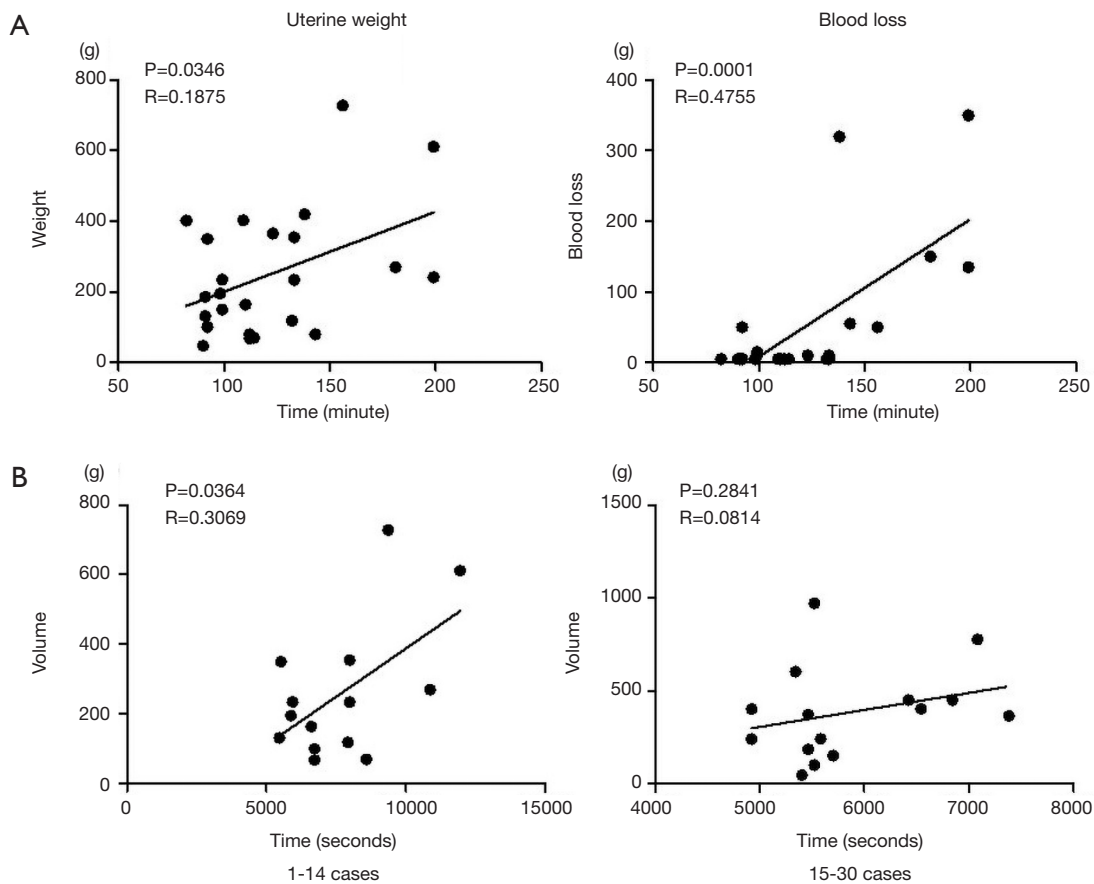 A
Uterine weight
Blood loss
(g)
P=0.0346
R=0.1875
800
600
400
200
0
Weight
50
100
150
200
250
Time (minute)
(g)
P=0.0001
R=0.4755
400
300
200
100
0
Blood loss
50
100
150
200
250
Time (minute)
B
(g)
P=0.0364
R=0.3069
800
600
400
200
0
Volume
0
5000
10000
15000
Time (seconds)
1-14 cases
(g)
P=0.2841
R=0.0814
1500
1000
500
0
Volume
4000
5000
6000
7000
8000
Time (seconds)
15-30 cases